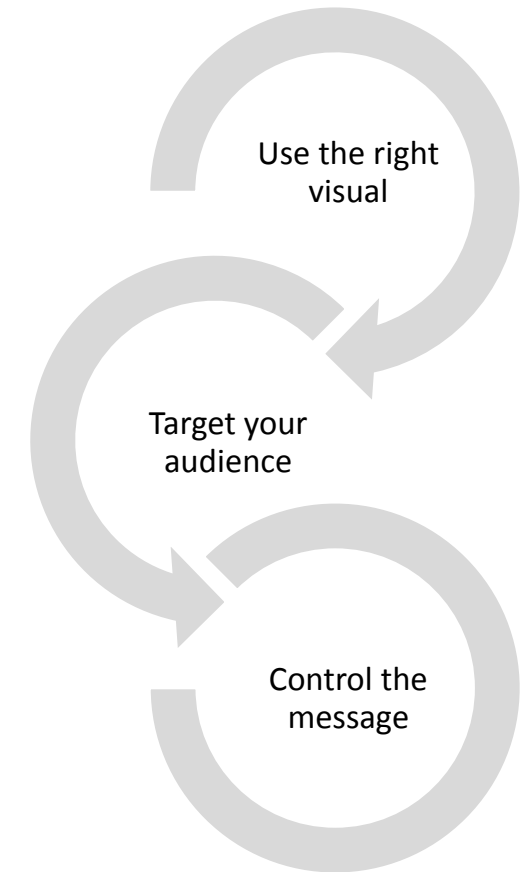 Use the right
visual
Target your
audience
Control the
message